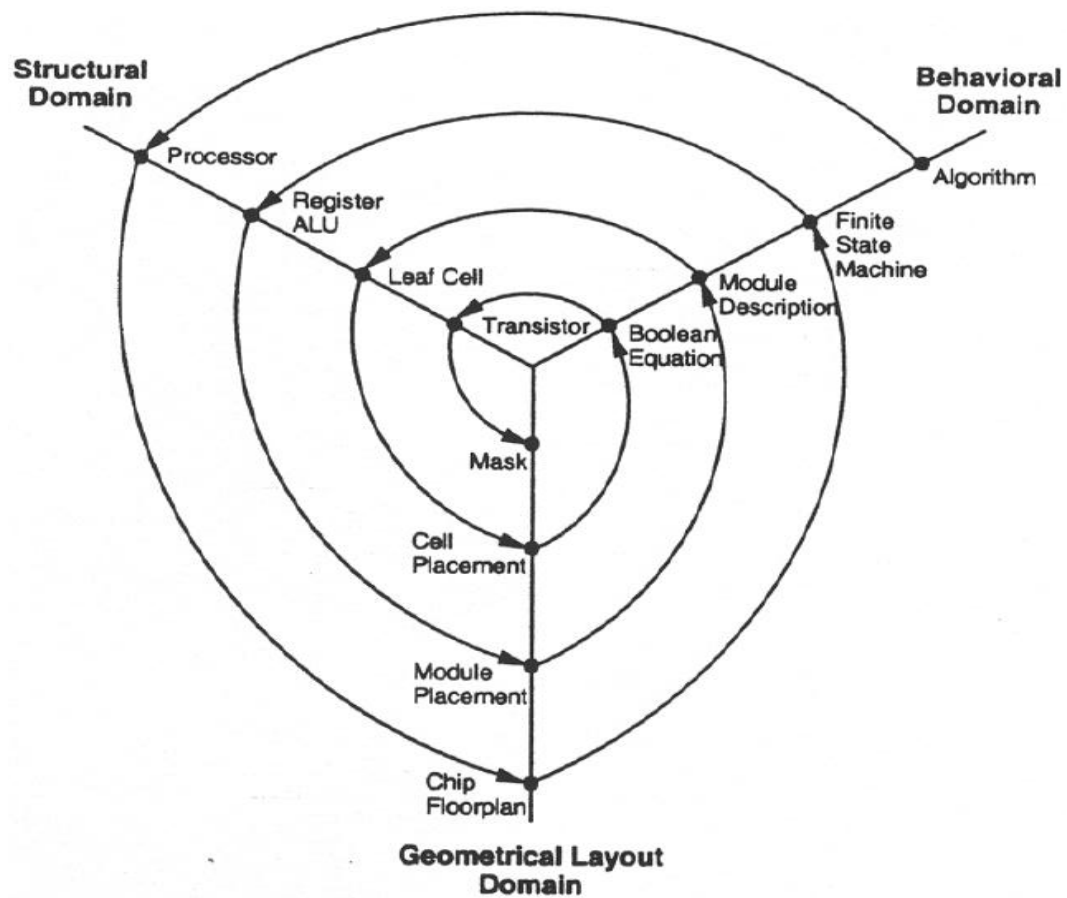 Structural
Domain
Behavioral
Domain
Processor
Algorithm
Register
ALU
Finite
State
Machine
Leaf Cell
Module
Description
Transistor
Boolean
Equation
Mask
Cell
Placement
Module
Placement
Chip
Floorplan
Geometrical Layout
Domain